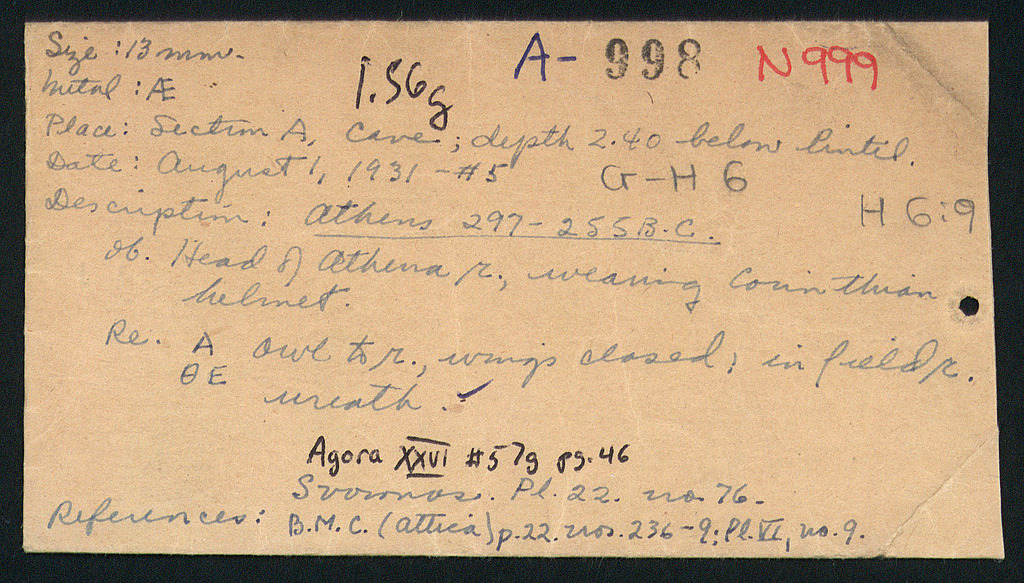 Size : 13 mm. 1.56g A- 998 N999
Metal : Æ
Place: Section A, Cave; depth 2.40 below lintel.
Date: August 1, 1931 - #5 G-H 6
H 6:9
Description: Athens 297-255 B.C.
Ob. Head of Athena r., wearing Corinthian
helmet.
Re. A Owl to r., wings closed; in field r.
ΘE
wreath. ✓
Agora XXVI #57g pg. 46
Svoronos. Pl. 22. no. 76.
References: B.M.C. (Attica) p. 22. nos. 236-9; Pl. VI, no. 9.